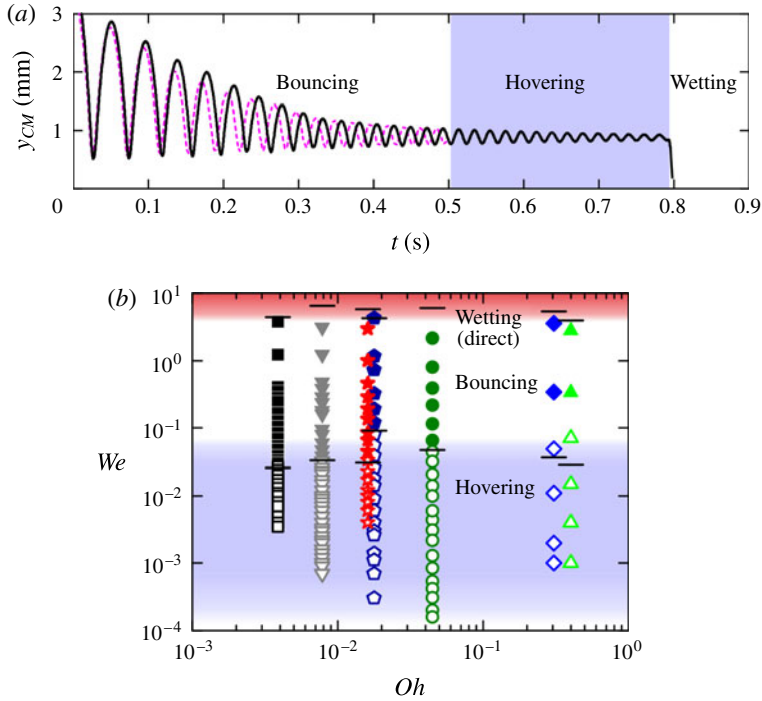 (a)
3
2
1
y_CM (mm)
Bouncing
Hovering
Wetting
0 0.1 0.2 0.3 0.4 0.5 0.6 0.7 0.8 0.9
t (s)
(b)
10^1
10^0
10^−1
10^−2
10^−3
10^−4
We
Wetting
(direct)
Bouncing
Hovering
10^−3 10^−2 10^−1 10^0
Oh